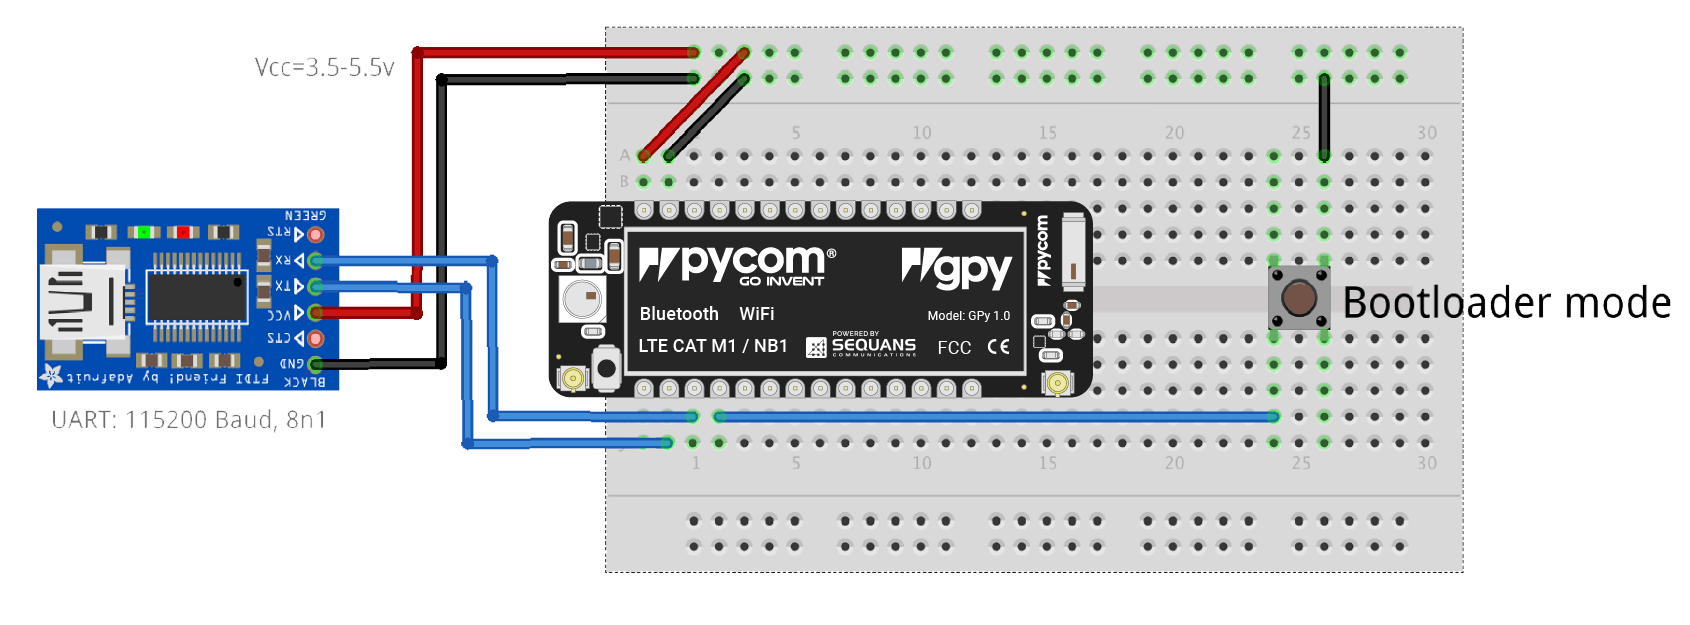 Vcc=3.5-5.5v
GREEN
RTS
RX
TX
VCC
CTS
GND
BLACK
FTDI Friend! by Adafruit
UART: 115200 Baud, 8n1
5 10 15 20 25 30
A
B
pycom®
GO INVENT
gpy
pycom
Bluetooth WiFi
Model: GPy 1.0
LTE CAT M1 / NB1
POWERED BY
SEQUANS
COMMUNICATIONS
FCC CE
Bootloader mode
1 5 10 15 20 25 30